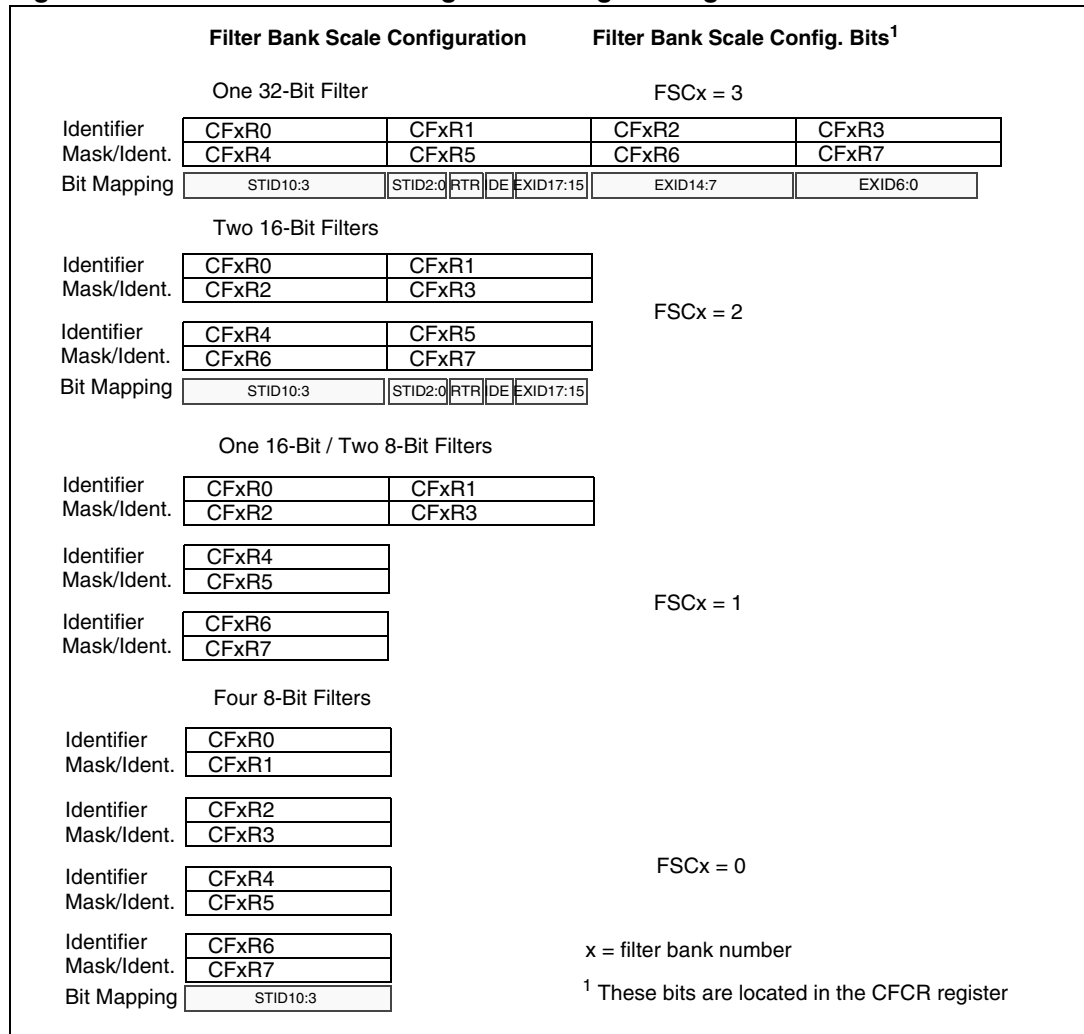 Filter Bank Scale Configuration Filter Bank Scale Config. Bits1
One 32-Bit Filter FSCx = 3
Identifier CFxR0 CFxR1 CFxR2 CFxR3
Mask/Ident. CFxR4 CFxR5 CFxR6 CFxR7
Bit Mapping STID10:3 STID2:0 RTR IDE EXID17:15 EXID14:7 EXID6:0
Two 16-Bit Filters
Identifier CFxR0 CFxR1
Mask/Ident. CFxR2 CFxR3
FSCx = 2
Identifier CFxR4 CFxR5
Mask/Ident. CFxR6 CFxR7
Bit Mapping STID10:3 STID2:0 RTR IDE EXID17:15
One 16-Bit / Two 8-Bit Filters
Identifier CFxR0 CFxR1
Mask/Ident. CFxR2 CFxR3
Identifier CFxR4
Mask/Ident. CFxR5
FSCx = 1
Identifier CFxR6
Mask/Ident. CFxR7
Four 8-Bit Filters
Identifier CFxR0
Mask/Ident. CFxR1
Identifier CFxR2
Mask/Ident. CFxR3
FSCx = 0
Identifier CFxR4
Mask/Ident. CFxR5
Identifier CFxR6
Mask/Ident. CFxR7
x = filter bank number
Bit Mapping STID10:3
1 These bits are located in the CFCR register